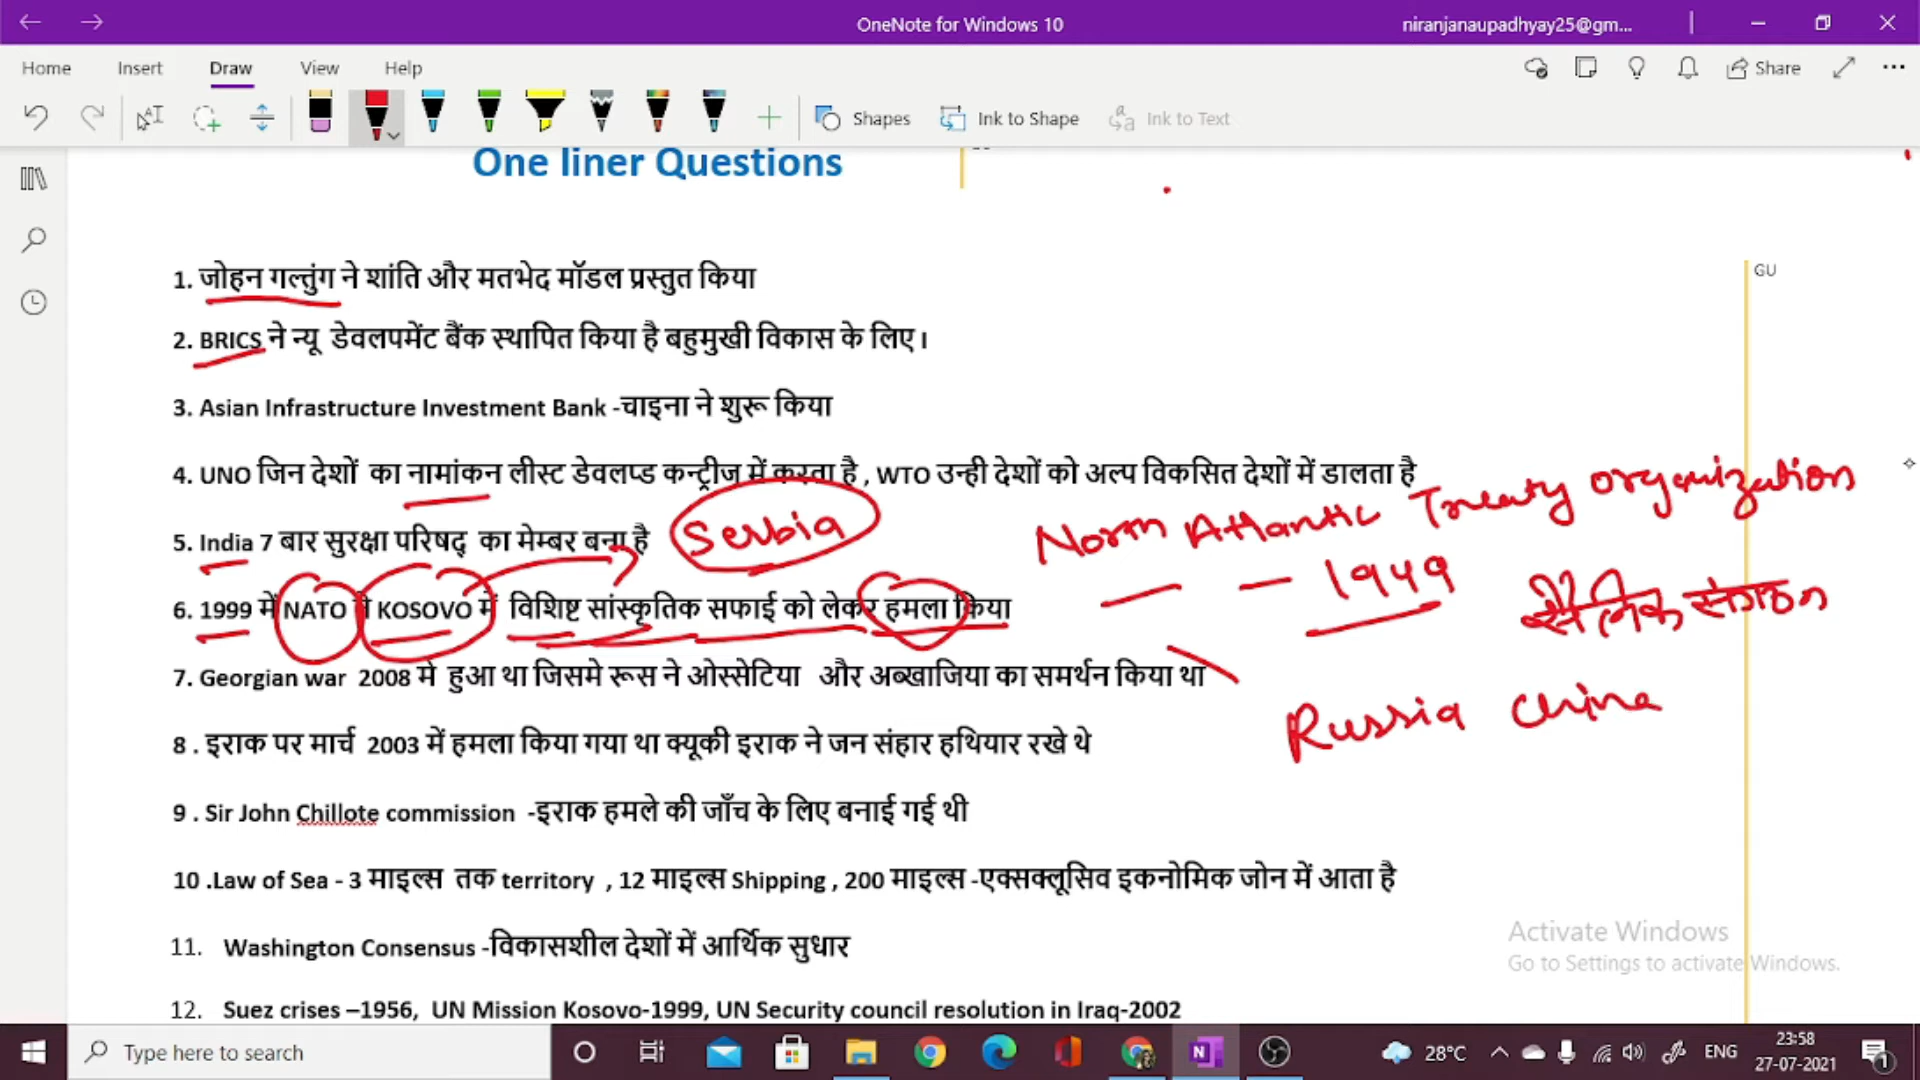 OneNote for Windows 10
niranjanaupadhyay25@gm...
Home Insert Draw View Help
Share
Shapes Ink to Shape Ink to Text
One liner Questions
GU
1. जोहन गल्तुंग ने शांति और मतभेद मॉडल प्रस्तुत किया
2. BRICS ने न्यू डेवलपमेंट बैंक स्थापित किया है बहुमुखी विकास के लिए।
3. Asian Infrastructure Investment Bank -चाइना ने शुरू किया
4. UNO जिन देशों का नामांकन लीस्ट डेवलप्ड कन्ट्रीज में करता है , WTO उन्ही देशों को अल्प विकसित देशों में डालता है
North Atlantic Treaty organization
5. India 7 बार सुरक्षा परिषद् का मेम्बर बना है
Serbia
1949
सैनिक संगठन
6. 1999 में NATO ने KOSOVO में विशिष्ट सांस्कृतिक सफाई को लेकर हमला किया
7. Georgian war 2008 मे हुआ था जिसमे रूस ने ओस्सेटिया और अब्खाजिया का समर्थन किया था
Russia China
8 . इराक पर मार्च 2003 में हमला किया गया था क्यूकी इराक ने जन संहार हथियार रखे थे
9 . Sir John Chillote commission -इराक हमले की जाँच के लिए बनाई गई थी
10 .Law of Sea - 3 माइल्स तक territory , 12 माइल्स Shipping , 200 माइल्स -एक्सक्लूसिव इकनोमिक जोन में आता है
11. Washington Consensus -विकासशील देशों में आर्थिक सुधार
12. Suez crises –1956, UN Mission Kosovo-1999, UN Security council resolution in Iraq-2002
Activate Windows
Go to Settings to activate Windows.
Type here to search
28°C
ENG
23:58
27-07-2021
1